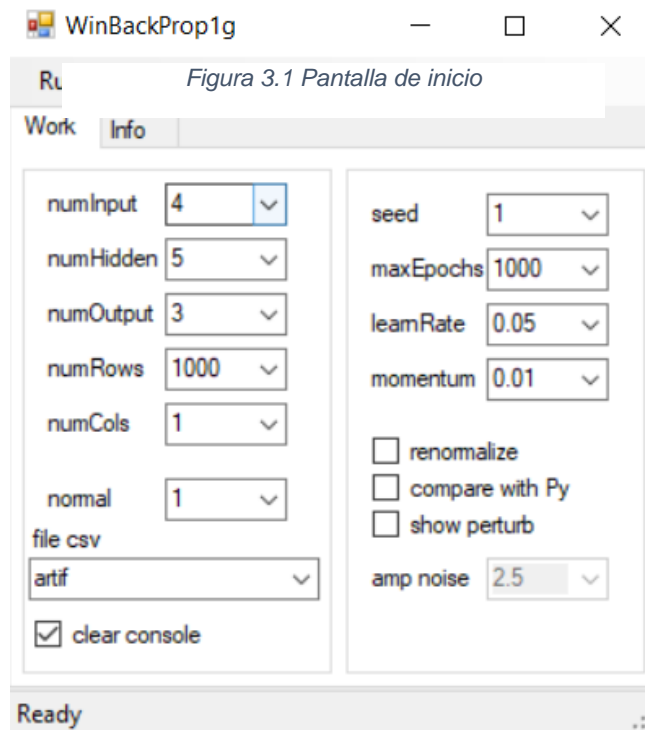 WinBackProp1g
Figura 3.1 Pantalla de inicio
Work Info
numInput 4
numHidden 5
numOutput 3
numRows 1000
numCols 1
normal 1
file csv
artif
clear console
seed 1
maxEpochs 1000
learnRate 0.05
momentum 0.01
renormalize
compare with Py
show perturb
amp noise 2.5
Ready